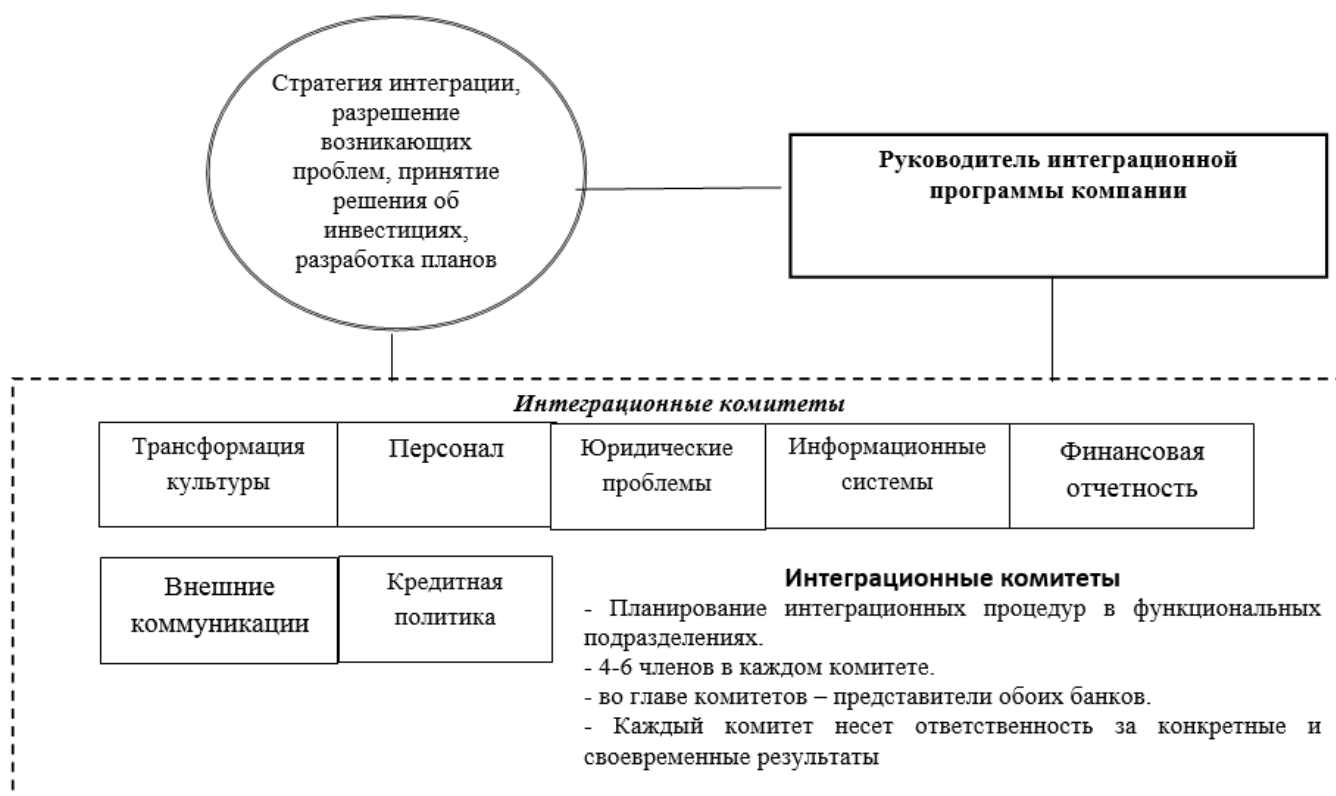 Стратегия интеграции,
разрешение
возникающих
проблем, принятие
решения об
инвестициях,
разработка планов
Руководитель интеграционной
программы компании
Интеграционные комитеты
Трансформация
культуры
Персонал
Юридические
проблемы
Информационные
системы
Финансовая
отчетность
Внешние
коммуникации
Кредитная
политика
Интеграционные комитеты
- Планирование интеграционных процедур в функциональных
подразделениях.
- 4-6 членов в каждом комитете.
- во главе комитетов – представители обоих банков.
- Каждый комитет несет ответственность за конкретные и
своевременные результаты